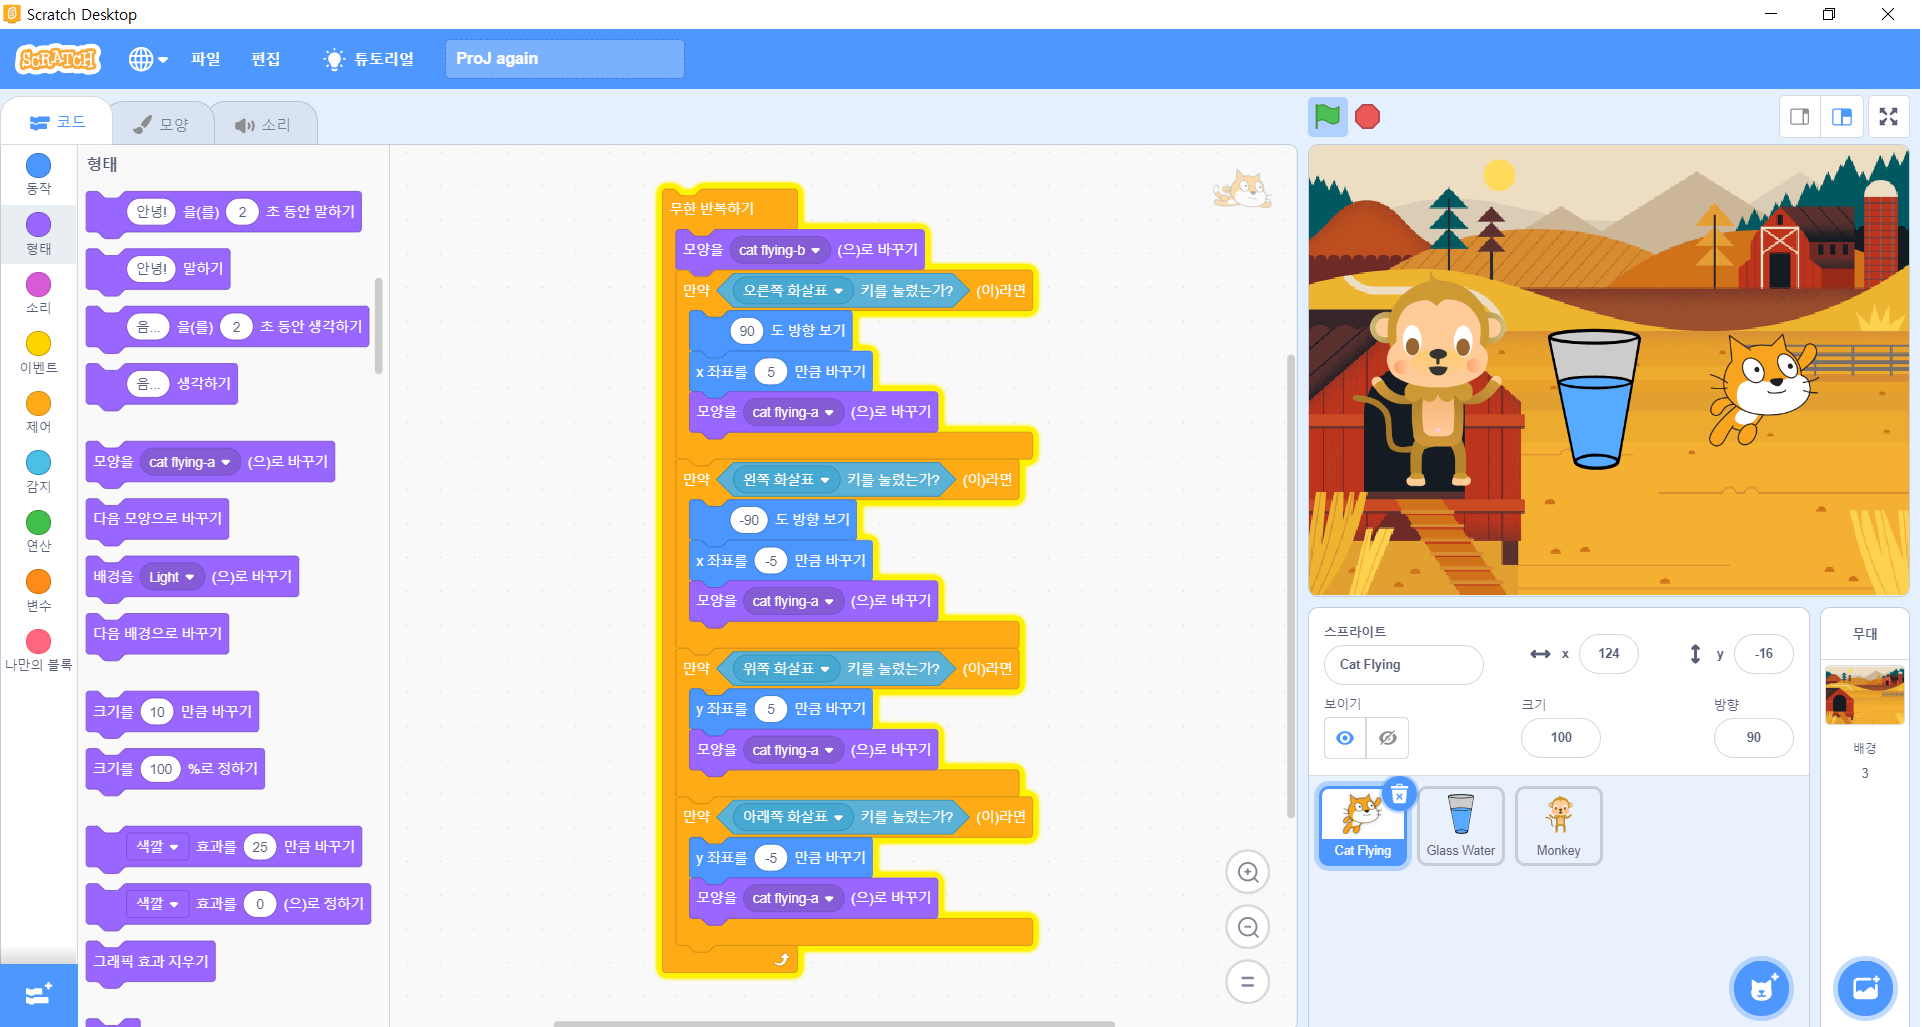 Scratch Desktop
SCRATCH 파일 편집 튜토리얼 ProJ again
코드 모양 소리
동작
형태
소리
이벤트
제어
감지
연산
변수
나만의 블록
형태
안녕! 을(를) 2 초 동안 말하기
안녕! 말하기
음... 을(를) 2 초 동안 생각하기
음... 생각하기
모양을 cat flying-a (으)로 바꾸기
다음 모양으로 바꾸기
배경을 Light (으)로 바꾸기
다음 배경으로 바꾸기
크기를 10 만큼 바꾸기
크기를 100 %로 정하기
색깔 효과를 25 만큼 바꾸기
색깔 효과를 0 (으)로 정하기
그래픽 효과 지우기
무한 반복하기
모양을 cat flying-b (으)로 바꾸기
만약 오른쪽 화살표 키를 눌렀는가? (이)라면
90 도 방향 보기
x 좌표를 5 만큼 바꾸기
모양을 cat flying-a (으)로 바꾸기
만약 왼쪽 화살표 키를 눌렀는가? (이)라면
-90 도 방향 보기
x 좌표를 -5 만큼 바꾸기
모양을 cat flying-a (으)로 바꾸기
만약 위쪽 화살표 키를 눌렀는가? (이)라면
y 좌표를 5 만큼 바꾸기
모양을 cat flying-a (으)로 바꾸기
만약 아래쪽 화살표 키를 눌렀는가? (이)라면
y 좌표를 -5 만큼 바꾸기
모양을 cat flying-a (으)로 바꾸기
스프라이트
Cat Flying x 124 y -16
보이기 크기 방향
100 90
Cat Flying Glass Water Monkey
무대
배경
3